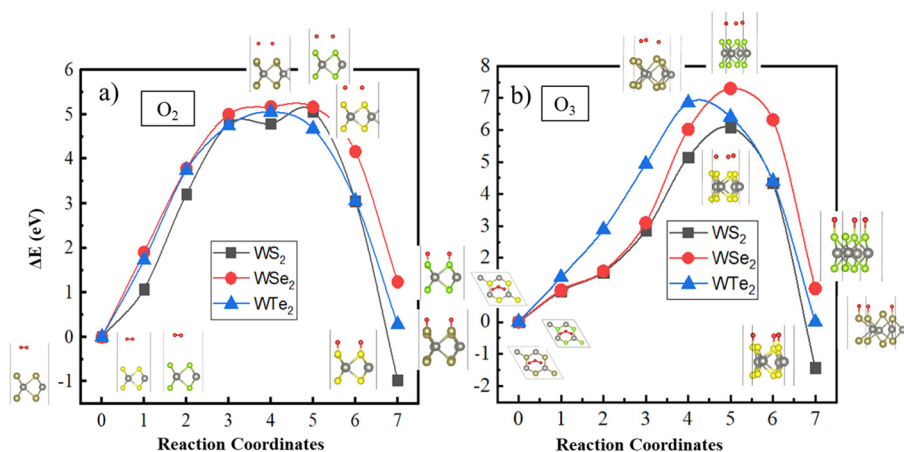 a)
O2
6
5
4
3
2
1
0
-1
ΔE (eV)
WS2
WSe2
WTe2
0 1 2 3 4 5 6 7
Reaction Coordinates
b)
O3
8
7
6
5
4
3
2
1
0
-1
-2
WS2
WSe2
WTe2
0 1 2 3 4 5 6 7
Reaction Coordinates